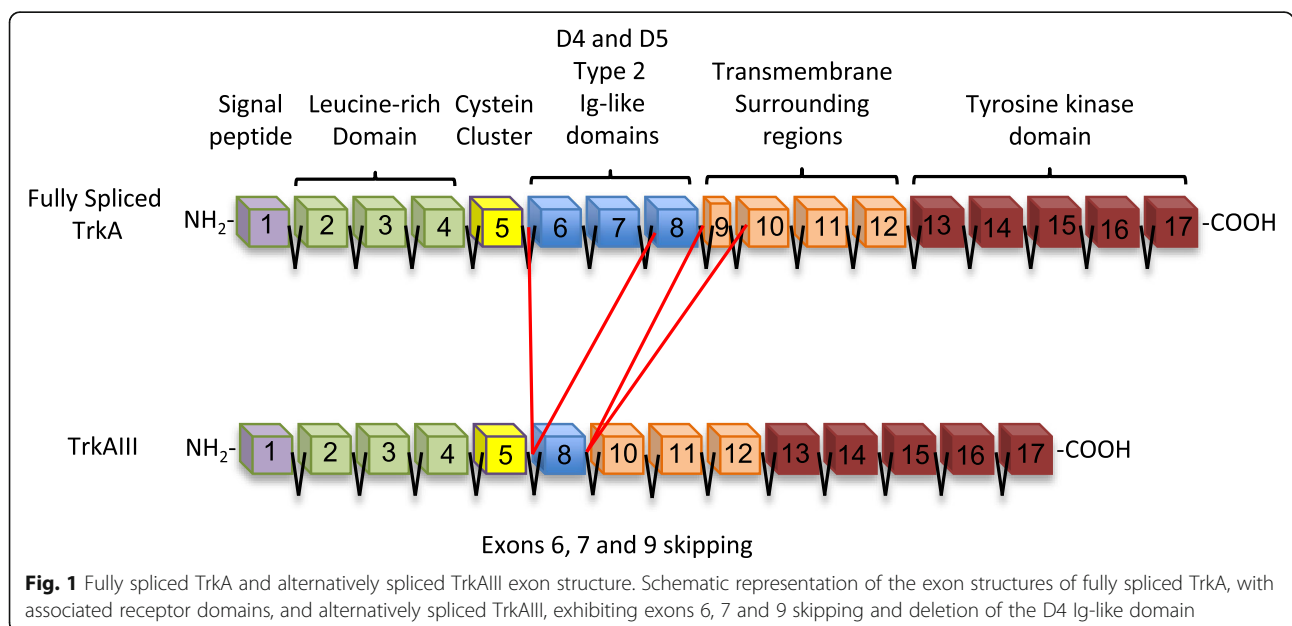 D4 and D5
Type 2
Ig-like
domains
Signal
peptide
Leucine-rich
Domain
Cystein
Cluster
Transmembrane
Surrounding
regions
Tyrosine kinase
domain
Fully Spliced
TrkA
NH2- 1 2 3 4 5 6 7 8 9 10 11 12 13 14 15 16 17 -COOH
TrkAIII
NH2- 1 2 3 4 5 8 10 11 12 13 14 15 16 17 -COOH
Exons 6, 7 and 9 skipping
Fig. 1 Fully spliced TrkA and alternatively spliced TrkAIII exon structure. Schematic representation of the exon structures of fully spliced TrkA, with
associated receptor domains, and alternatively spliced TrkAIII, exhibiting exons 6, 7 and 9 skipping and deletion of the D4 Ig-like domain